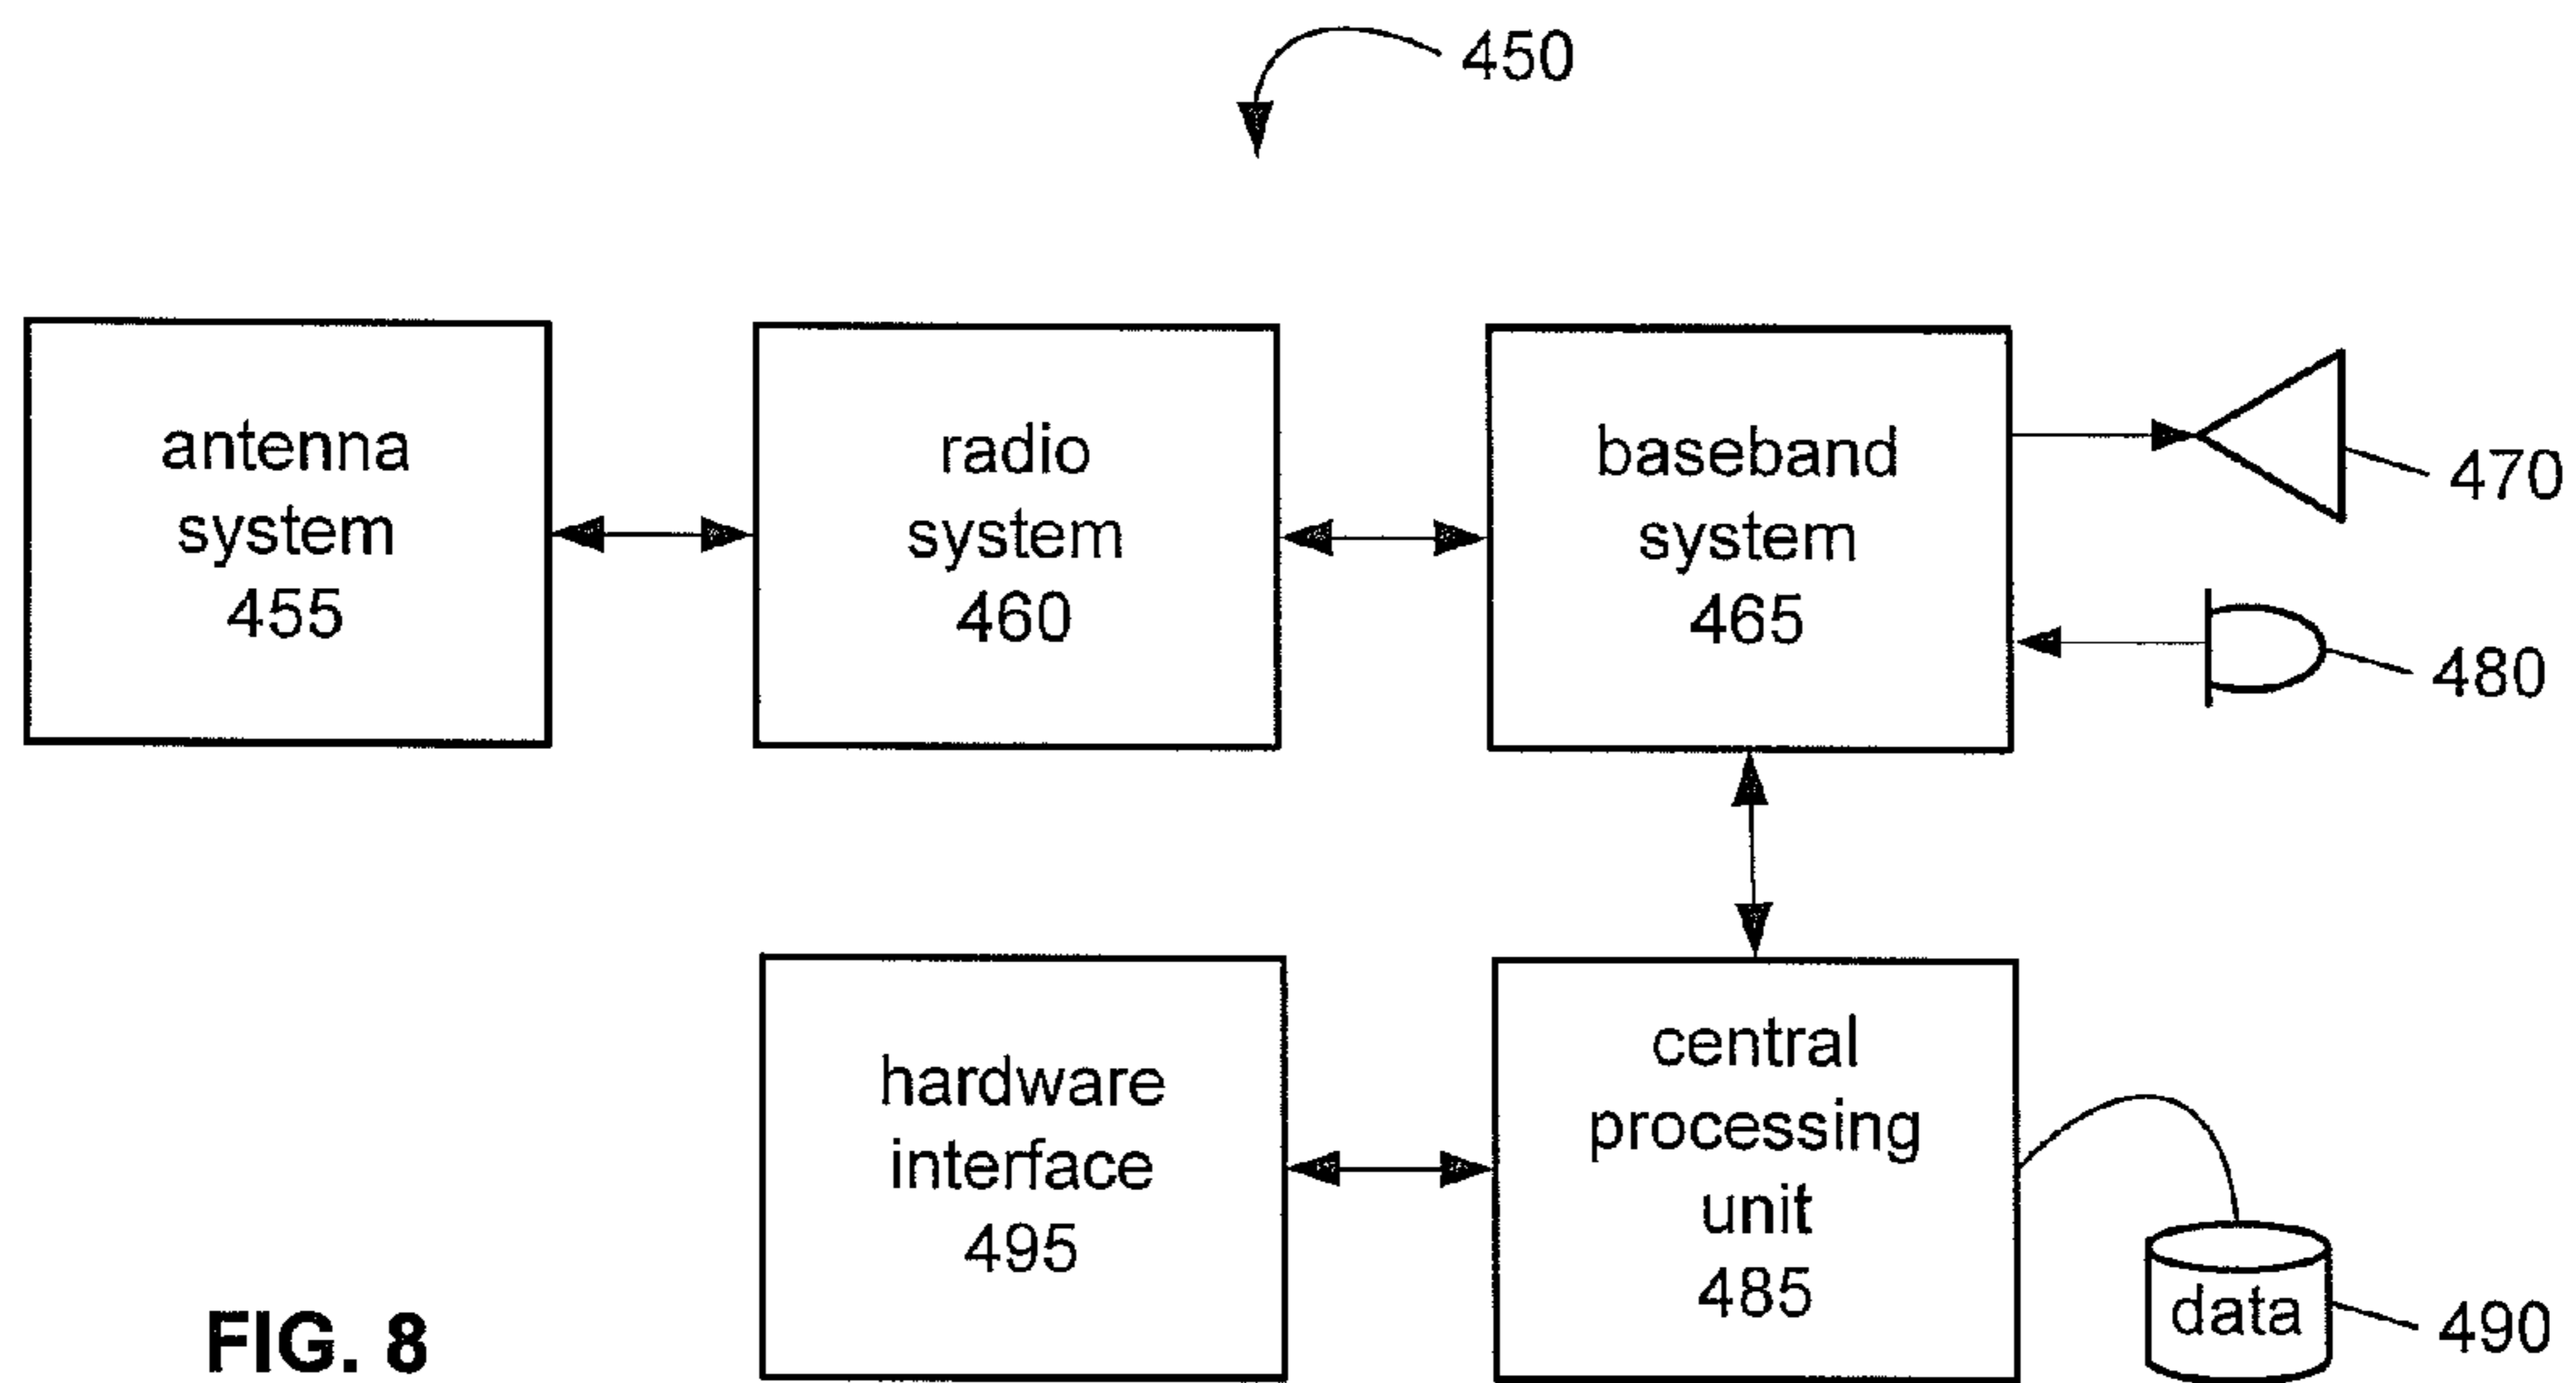 450
antenna
system
455
radio
system
460
baseband
system
465
470
480
hardware
interface
495
central
processing
unit
485
data
490
FIG. 8